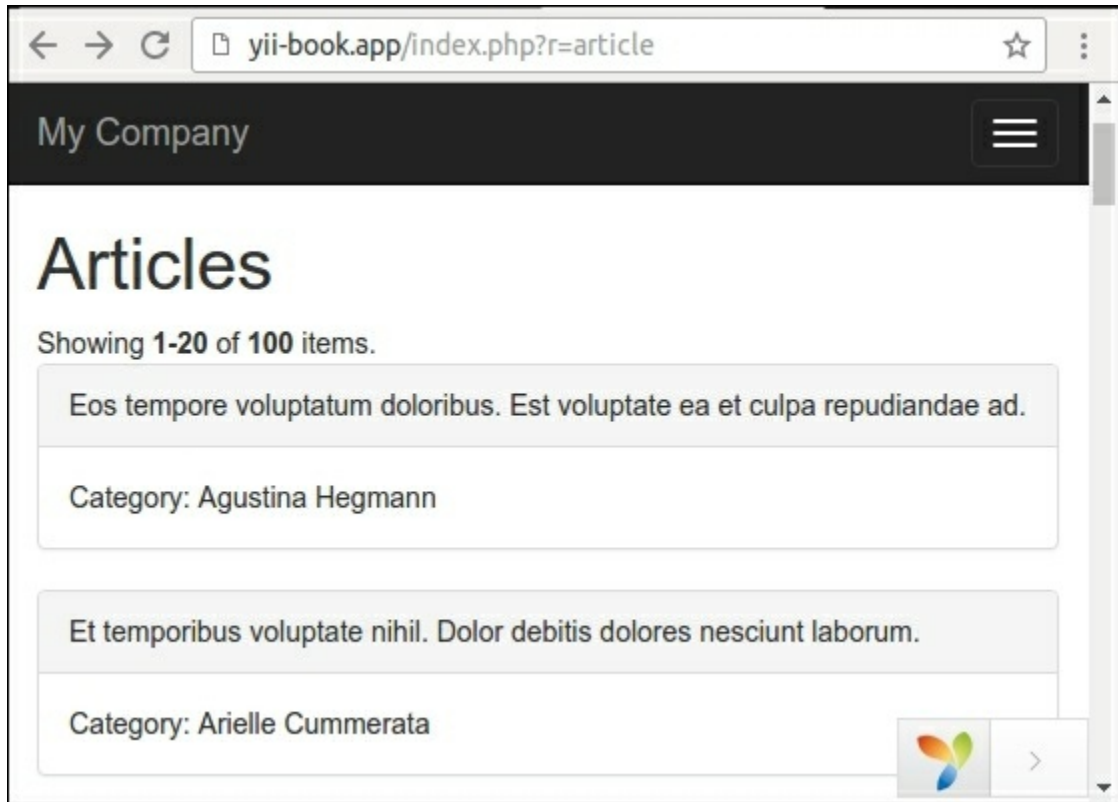 yii-book.app/index.php?r=article
My Company
Articles
Showing 1-20 of 100 items.
Eos tempore voluptatum doloribus. Est voluptate ea et culpa repudiandae ad.
Category: Agustina Hegmann
Et temporibus voluptate nihil. Dolor debitis dolores nesciunt laborum.
Category: Arielle Cummerata